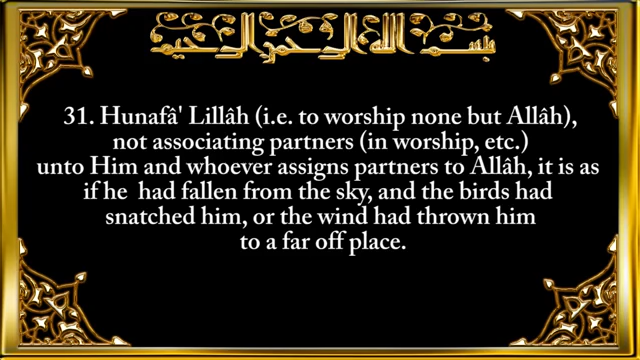 بسم الله الرحمن الرحيم
31. Hunafâ' Lillâh (i.e. to worship none but Allâh),
not associating partners (in worship, etc.)
unto Him and whoever assigns partners to Allâh, it is as
if he had fallen from the sky, and the birds had
snatched him, or the wind had thrown him
to a far off place.